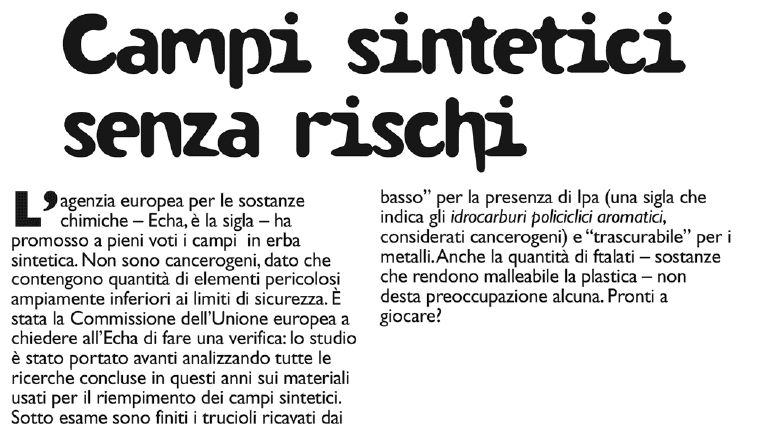 Campi sintetici
senza rischi
L’agenzia europea per le sostanze
chimiche – Echa, è la sigla – ha
promosso a pieni voti i campi in erba
sintetica. Non sono cancerogeni, dato che
contengono quantità di elementi pericolosi
ampiamente inferiori ai limiti di sicurezza. È
stata la Commissione dell’Unione europea a
chiedere all’Echa di fare una verifica: lo studio
è stato portato avanti analizzando tutte le
ricerche concluse in questi anni sui materiali
usati per il riempimento dei campi sintetici.
Sotto esame sono finiti i trucioli ricavati dai
basso” per la presenza di Ipa (una sigla che
indica gli idrocarburi policiclici aromatici,
considerati cancerogeni) e “trascurabile” per i
metalli. Anche la quantità di ftalati – sostanze
che rendono malleabile la plastica – non
desta preoccupazione alcuna. Pronti a
giocare?